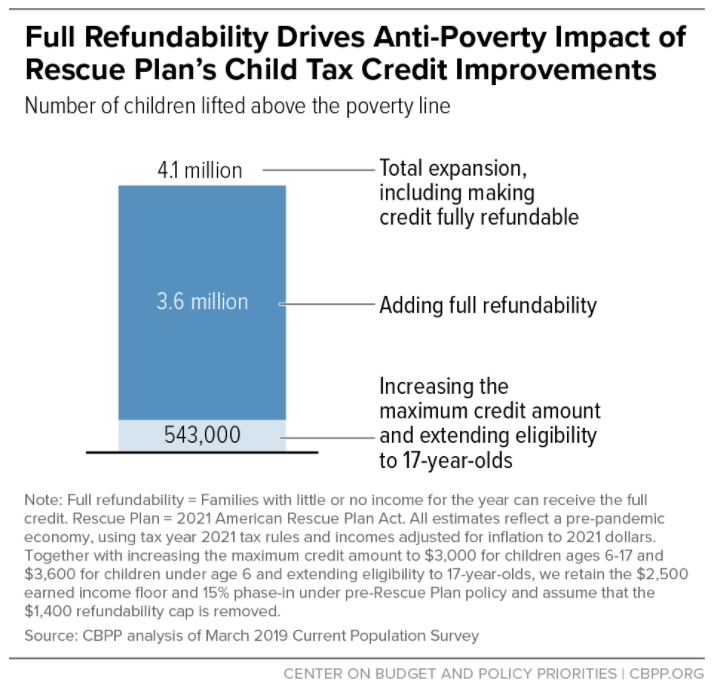 Full Refundability Drives Anti-Poverty Impact of
Rescue Plan’s Child Tax Credit Improvements
Number of children lifted above the poverty line
4.1 million
Total expansion,
including making
credit fully refundable
3.6 million
Adding full refundability
Increasing the
maximum credit amount
and extending eligibility
to 17-year-olds
543,000
Note: Full refundability = Families with little or no income for the year can receive the full
credit. Rescue Plan = 2021 American Rescue Plan Act. All estimates reflect a pre-pandemic
economy, using tax year 2021 tax rules and incomes adjusted for inflation to 2021 dollars.
Together with increasing the maximum credit amount to $3,000 for children ages 6-17 and
$3,600 for children under age 6 and extending eligibility to 17-year-olds, we retain the $2,500
earned income floor and 15% phase-in under pre-Rescue Plan policy and assume that the
$1,400 refundability cap is removed.
Source: CBPP analysis of March 2019 Current Population Survey
CENTER ON BUDGET AND POLICY PRIORITIES | CBPP.ORG